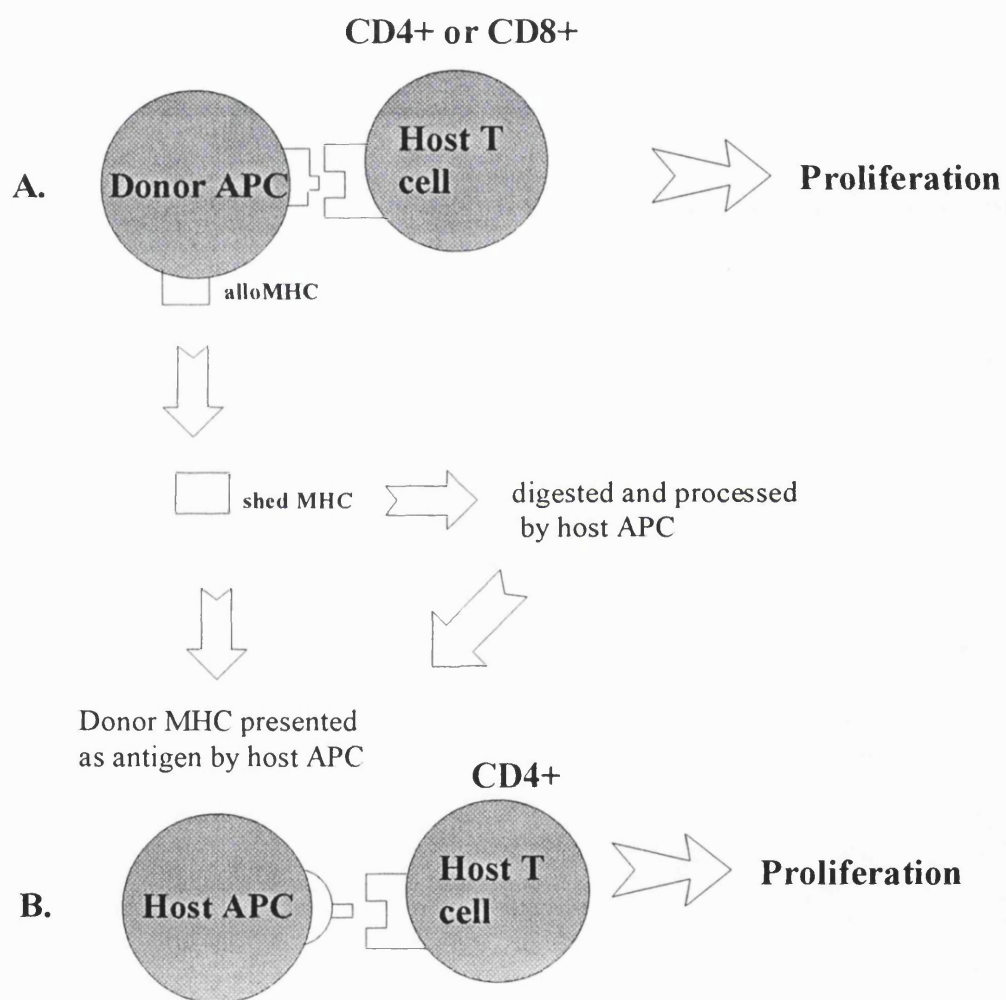 CD4+ or CD8+
A.
Donor APC
Host T
cell
Proliferation
alloMHC
shed MHC
digested and processed
by host APC
Donor MHC presented
as antigen by host APC
CD4+
B.
Host APC
Host T
cell
Proliferation